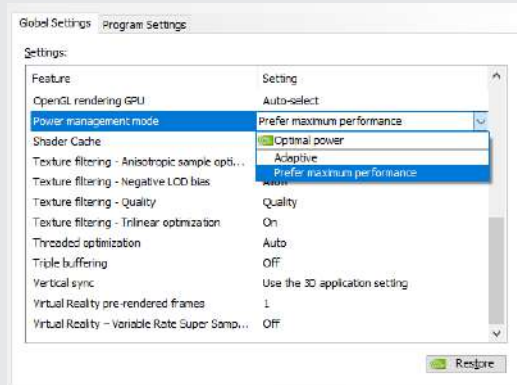 Global Settings Program Settings
Settings:
Feature Setting
OpenGL rendering GPU Auto-select
Power management mode Prefer maximum performance
Shader Cache Optimal power
Texture filtering - Anisotropic sample opti... Adaptive
Prefer maximum performance
Texture filtering - Negative LOD bias
Texture filtering - Quality Quality
Texture filtering - Trilinear optimization On
Threaded optimization Auto
Triple buffering Off
Vertical sync Use the 3D application setting
Virtual Reality pre-rendered frames 1
Virtual Reality – Variable Rate Super Samp... Off
Restore